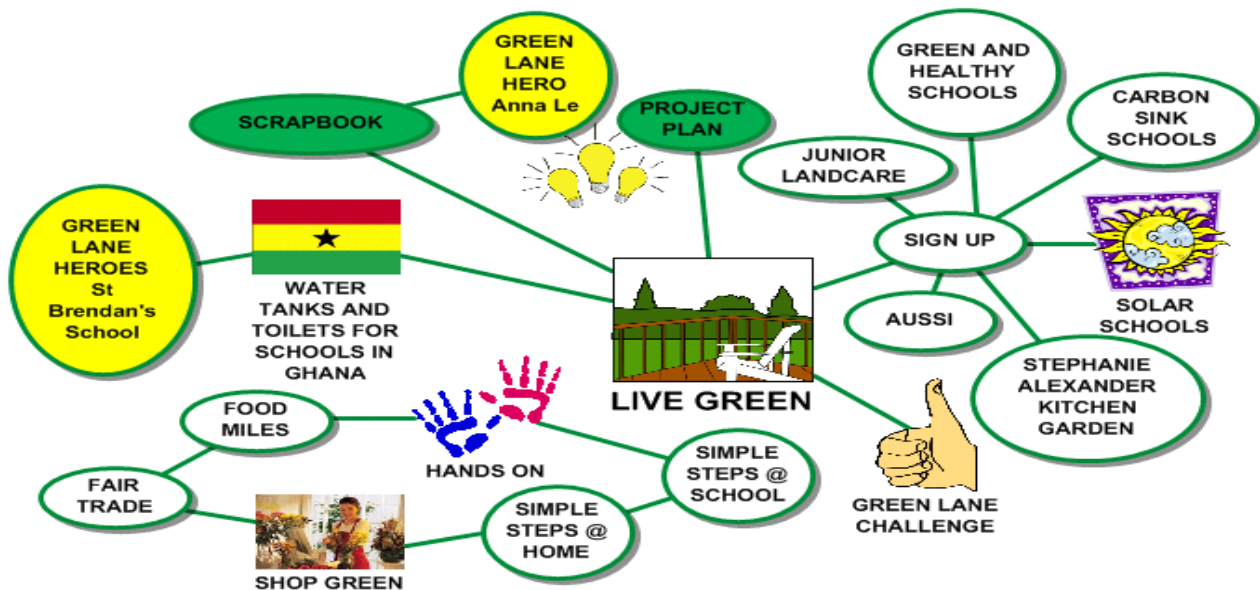 GREEN
LANE
HERO
Anna Le
SCRAPBOOK
PROJECT
PLAN
GREEN AND
HEALTHY
SCHOOLS
CARBON
SINK
SCHOOLS
JUNIOR
LANDCARE
SIGN UP
SOLAR
SCHOOLS
AUSSI
STEPHANIE
ALEXANDER
KITCHEN
GARDEN
GREEN
LANE
HEROES
St
Brendan's
School
WATER
TANKS AND
TOILETS FOR
SCHOOLS IN
GHANA
LIVE GREEN
FOOD
MILES
HANDS ON
SIMPLE
STEPS @
SCHOOL
GREEN LANE
CHALLENGE
FAIR
TRADE
SIMPLE
STEPS @
HOME
SHOP GREEN